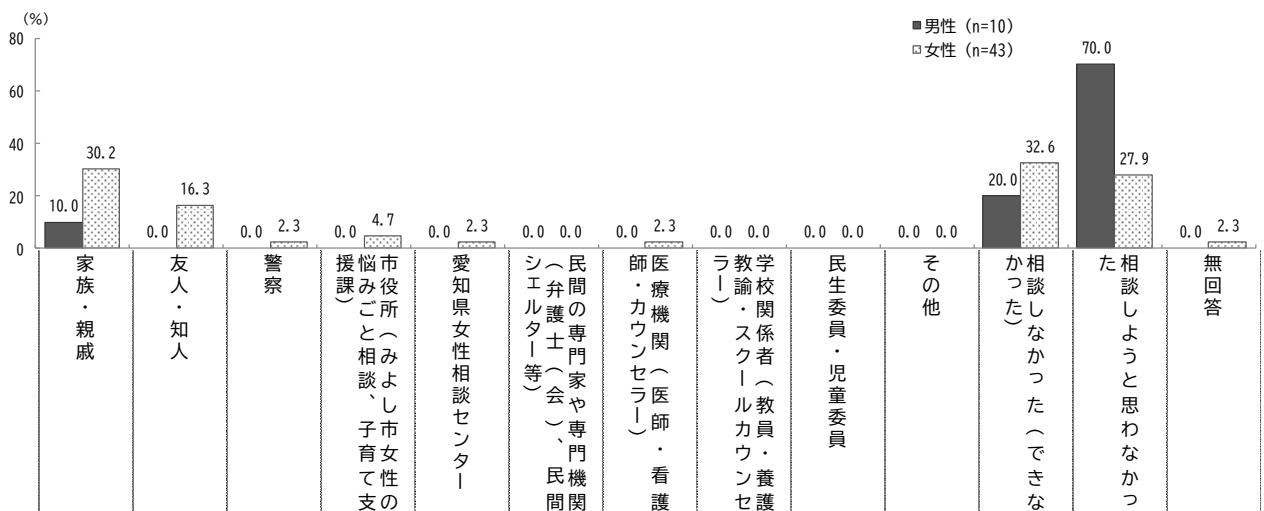 (%)
■男性 (n=10)
女性 (n=43)
80
60
40
20
0
10.0
30.2
0.0
16.3
0.0
2.3
0.0
4.7
0.0
2.3
0.0
0.0
0.0
2.3
0.0
0.0
0.0
0.0
0.0
0.0
20.0
32.6
70.0
27.9
0.0
2.3
家族・親戚
友人・知人
警察
市役所(みよし市女性の
悩みごと相談、子育て支
援課)
愛知県女性相談センター
民間の専門家や専門機関
(弁護士(会)、民間
シェルター等)
医療機関(医師・看護
師・カウンセラー)
学校関係者(教員・養護
教諭・スクールカウンセ
ラー)
民生委員・児童委員
その他
相談しなかった(できな
かった)
相談しようと思わなかっ
た
無回答